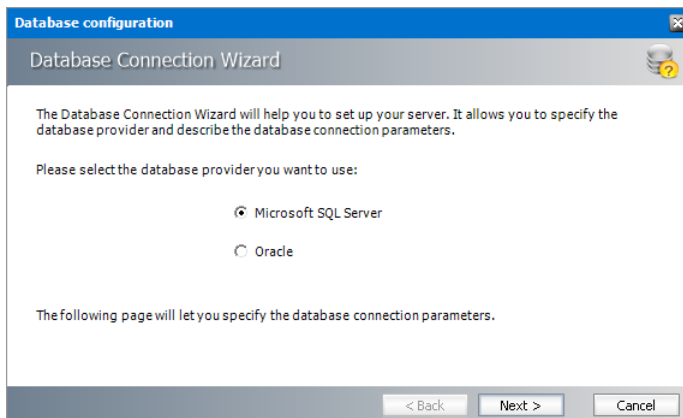 Database configuration
Database Connection Wizard
The Database Connection Wizard will help you to set up your server. It allows you to specify the
database provider and describe the database connection parameters.
Please select the database provider you want to use:
Microsoft SQL Server
Oracle
The following page will let you specify the database connection parameters.
< Back Next > Cancel